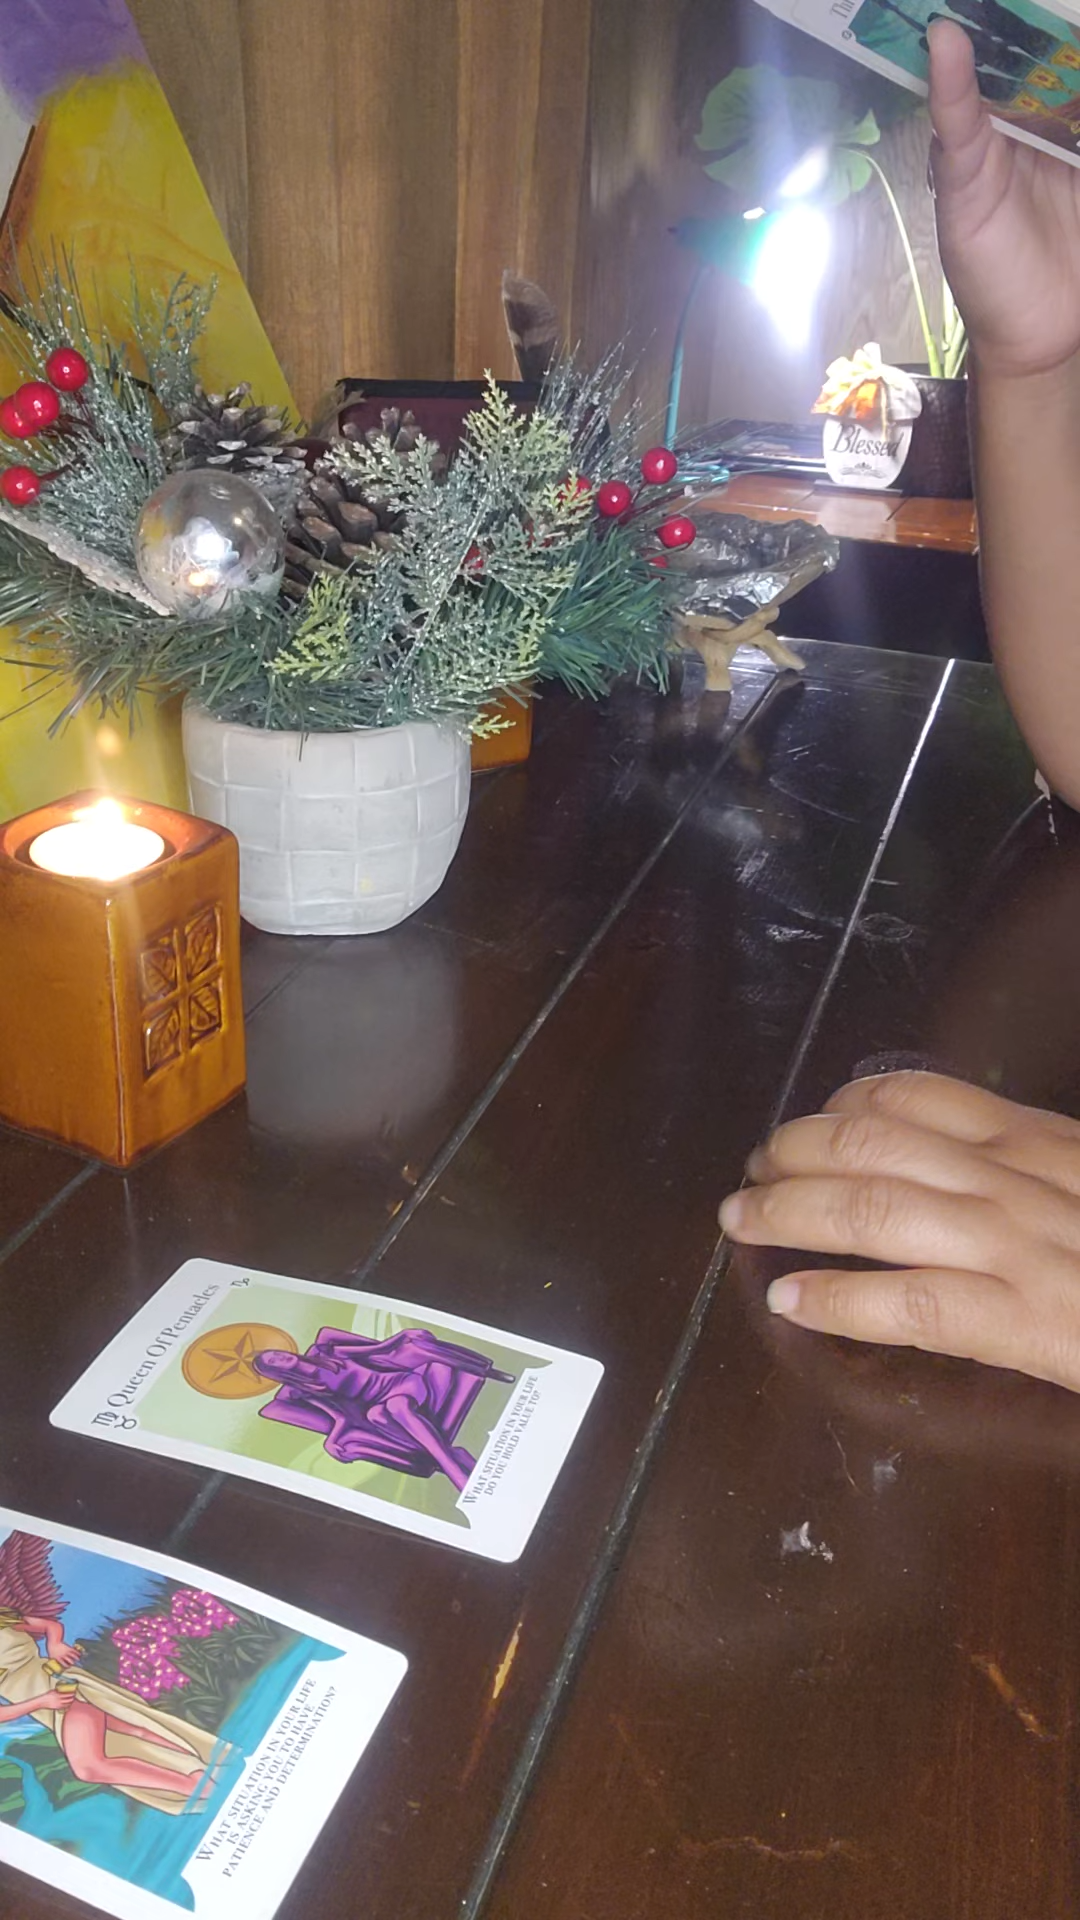 Blessed
Queen Of Pentacles
WHAT SITUATION IN YOUR LIFE
DO YOU HOLD VALUE TO?
WHAT SITUATION IN YOUR LIFE
IS ASKING YOU TO HAVE
PATIENCE AND DETERMINATION?